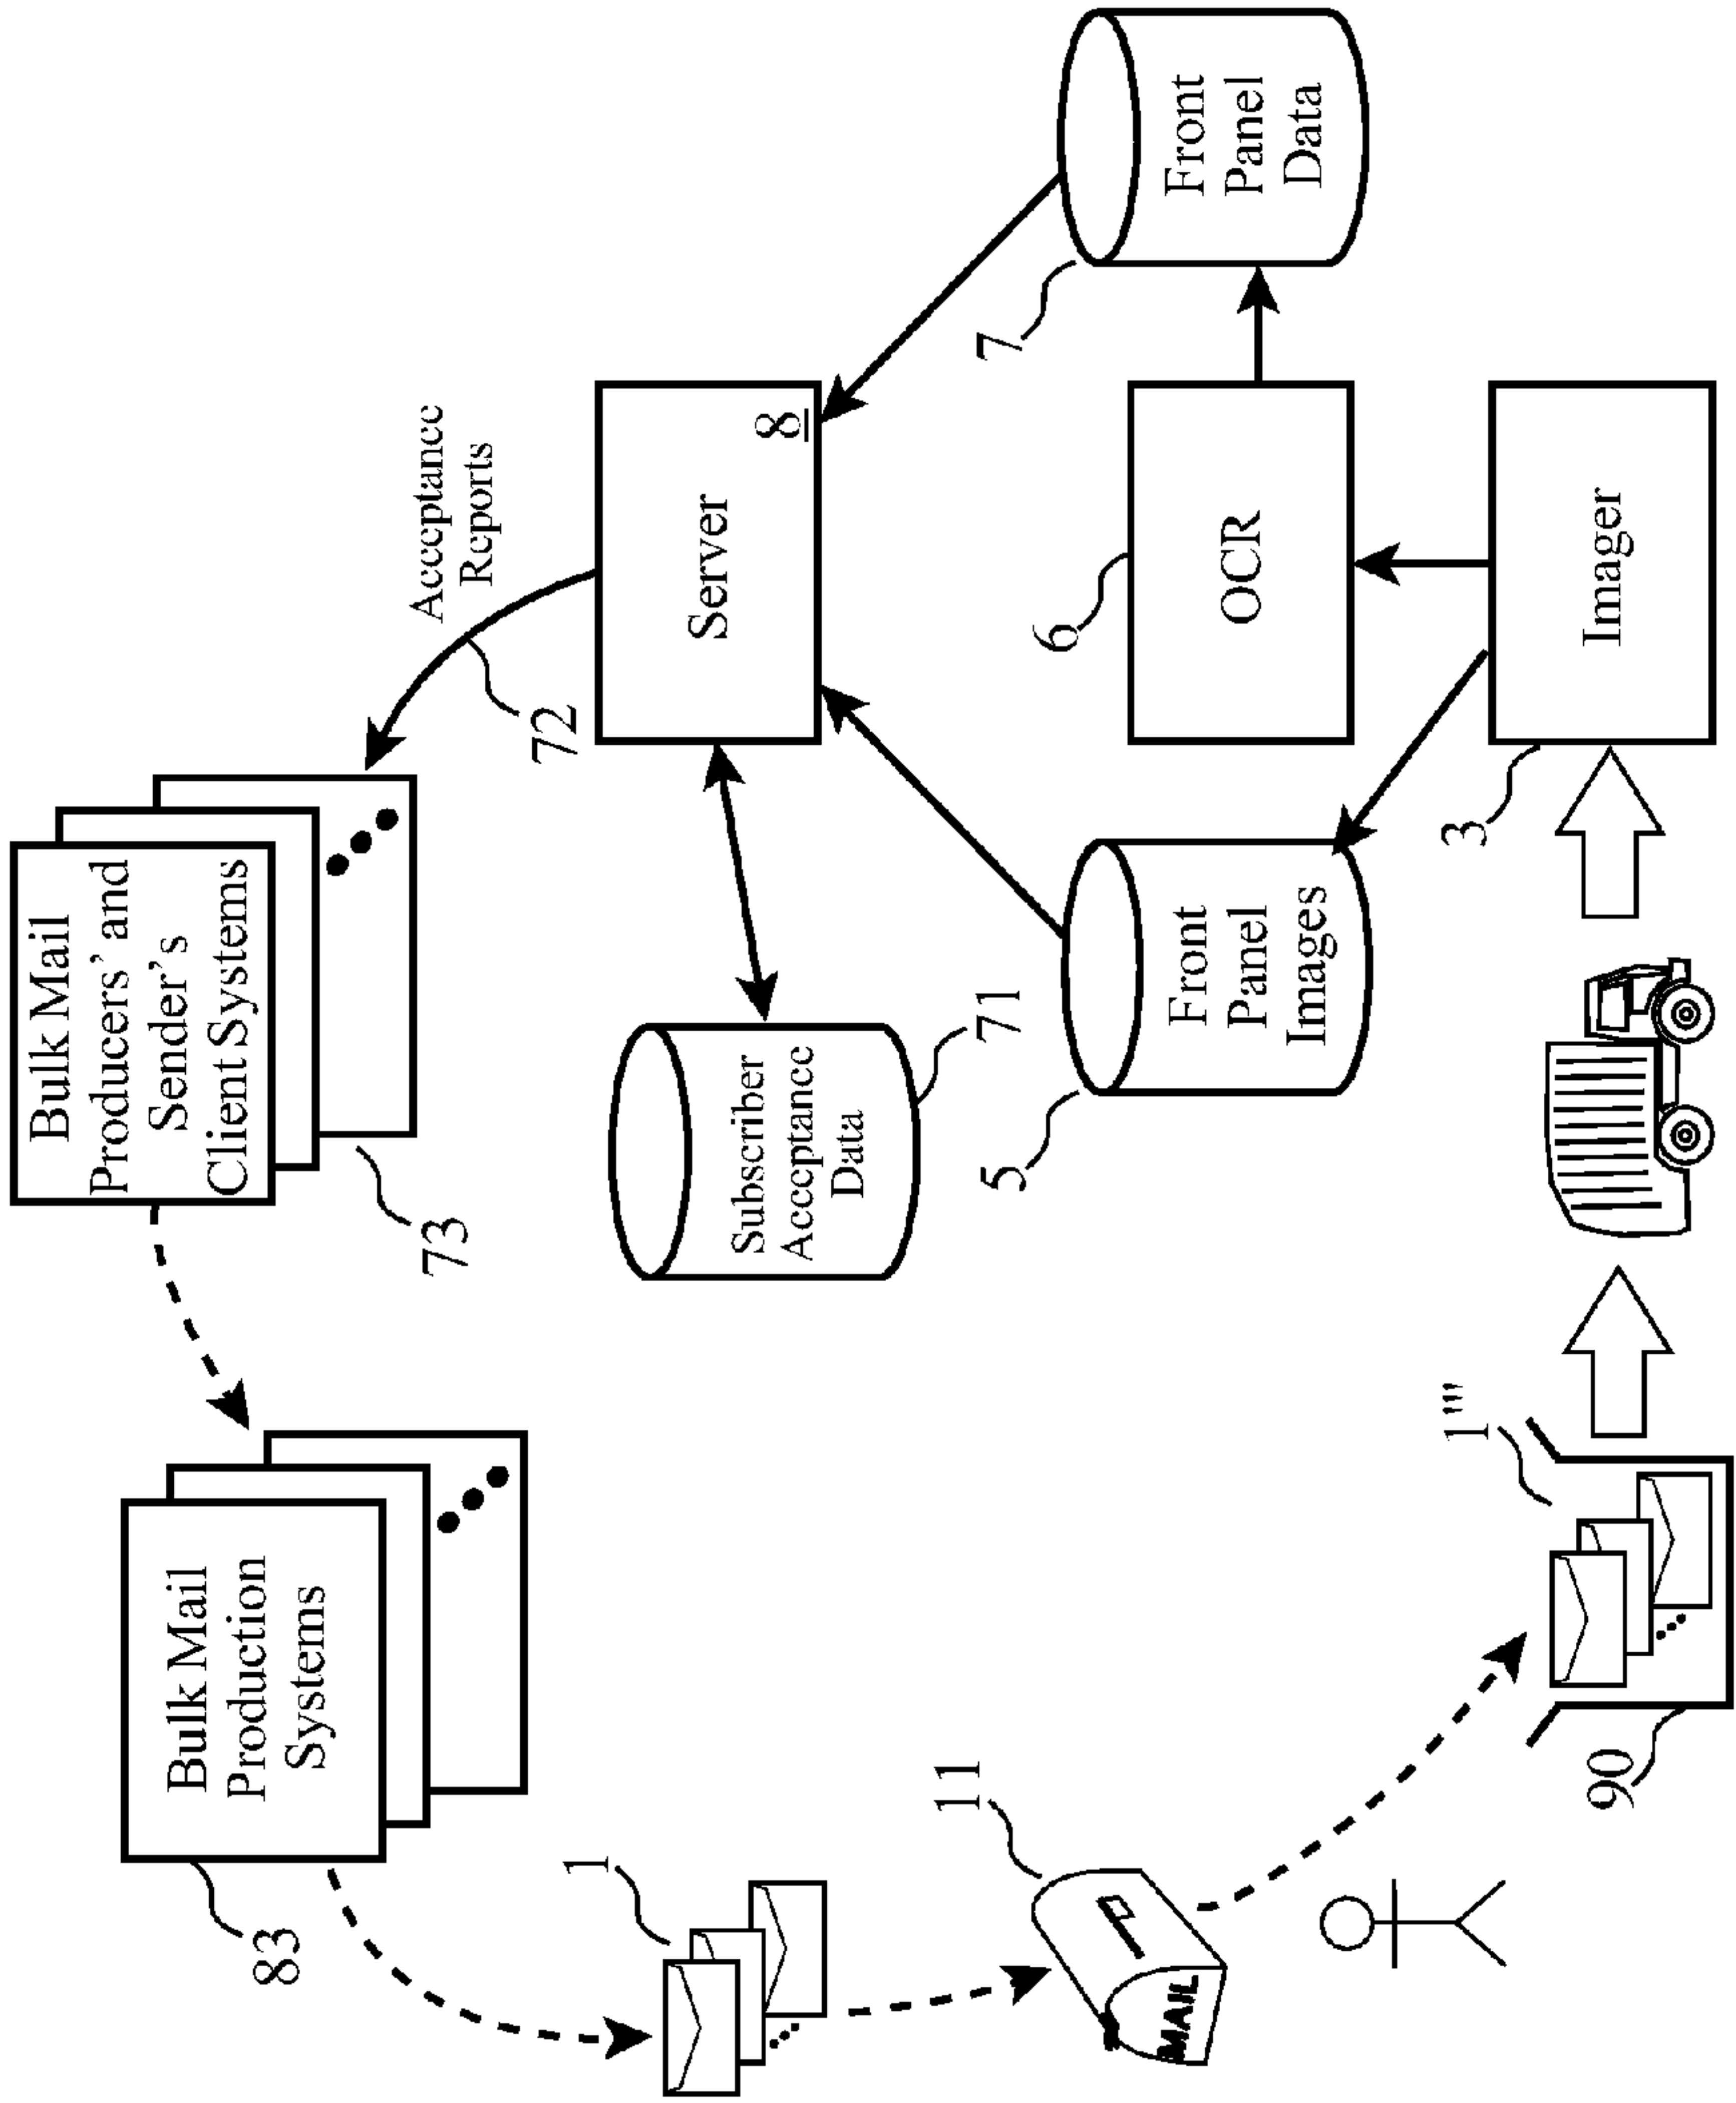 Bulk Mail
Production
Systems
83
Bulk Mail
Producers' and
Sender's
Client Systems
73
Acceptance
Reports
72
Server
8
Subscriber
Acceptance
Data
71
1
11
MAIL
Front
Panel
Images
5
OCR
6
Front
Panel
Data
7
Imager
3
1'''
90